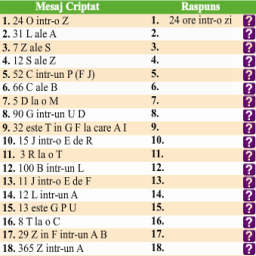 Mesaj Criptat Raspuns
1. 24 O intr-o Z 1. 24 ore intr-o zi ?
2. 31 L ale A 2. ?
3. 7 Z ale S 3. ?
4. 12 S ale Z 4. ?
5. 52 C intr-un P (F J) 5. ?
6. 66 C ale B 6. ?
7. 5 D la o M 7. ?
8. 90 G intr-un U D 8. ?
9. 32 este T in G F la care A I 9. ?
10. 15 J intr-o E de R 10. ?
11. 3 R la o T 11. ?
12. 100 B intr-un L 12. ?
13. 11 J intr-o E de F 13. ?
14. 12 L intr-un A 14. ?
15. 13 este G P U 15. ?
16. 8 T la o C 16. ?
17. 29 Z in F intr-un A B 17. ?
18. 365 Z intr-un A 18. ?